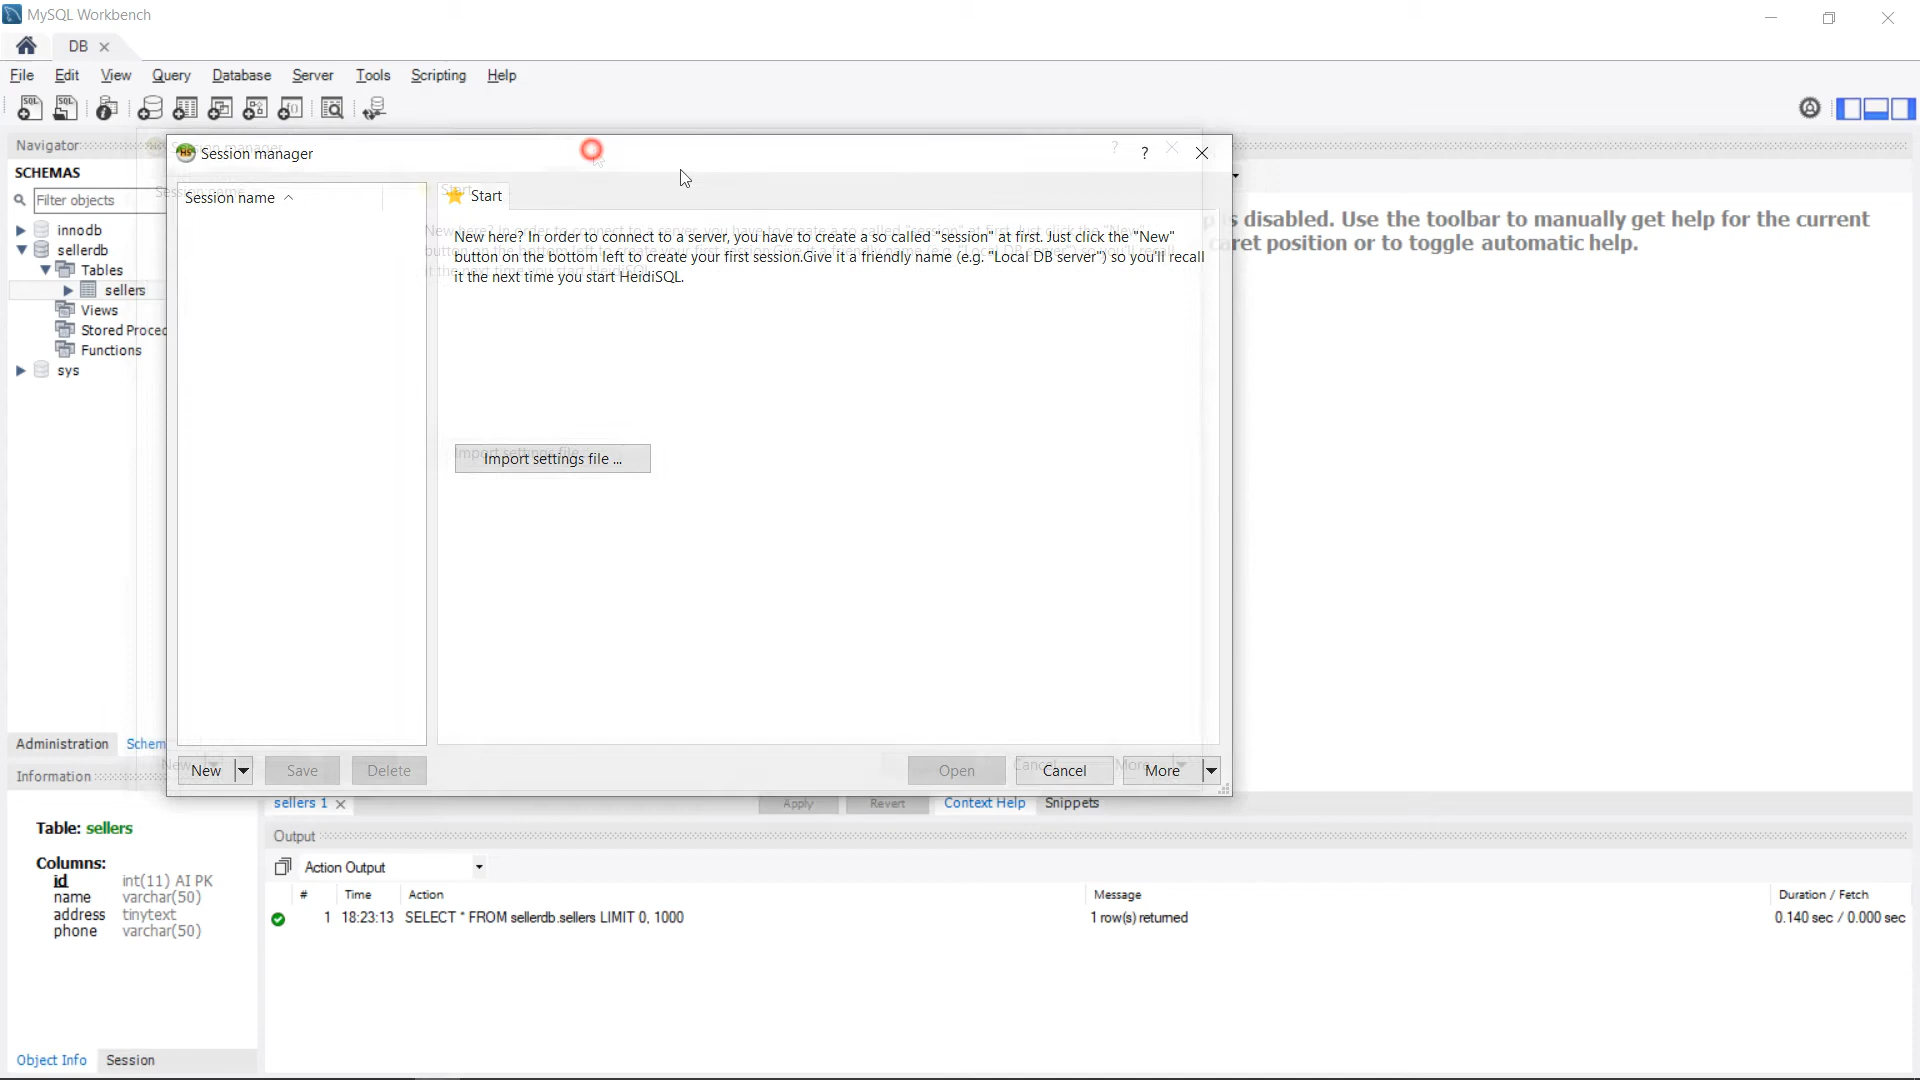 MySQL Workbench
DB
File Edit View Query Database Server Tools Scripting Help
Navigator
SCHEMAS
Filter objects
innodb
sellerdb
Tables
sellers
Views
Stored Proced
Functions
sys
Administration Schem
Information
Session manager
?
Session name
Start
New here? In order to connect to a server, you have to create a so called "session" at first. Just click the "New"
button on the bottom left to create your first session.Give it a friendly name (e.g. "Local DB server") so you'll recall
it the next time you start HeidiSQL.
Import settings file ...
New Save Delete Open Cancel More
is disabled. Use the toolbar to manually get help for the current
caret position or to toggle automatic help.
sellers 1 Apply Revert Context Help Snippets
Table: sellers
Columns:
id int(11) AI PK
name varchar(50)
address tinytext
phone varchar(50)
Object Info Session
Output
Action Output
# Time Action Message Duration / Fetch
1 18:23:13 SELECT * FROM sellerdb.sellers LIMIT 0, 1000 1 row(s) returned 0.140 sec / 0.000 sec